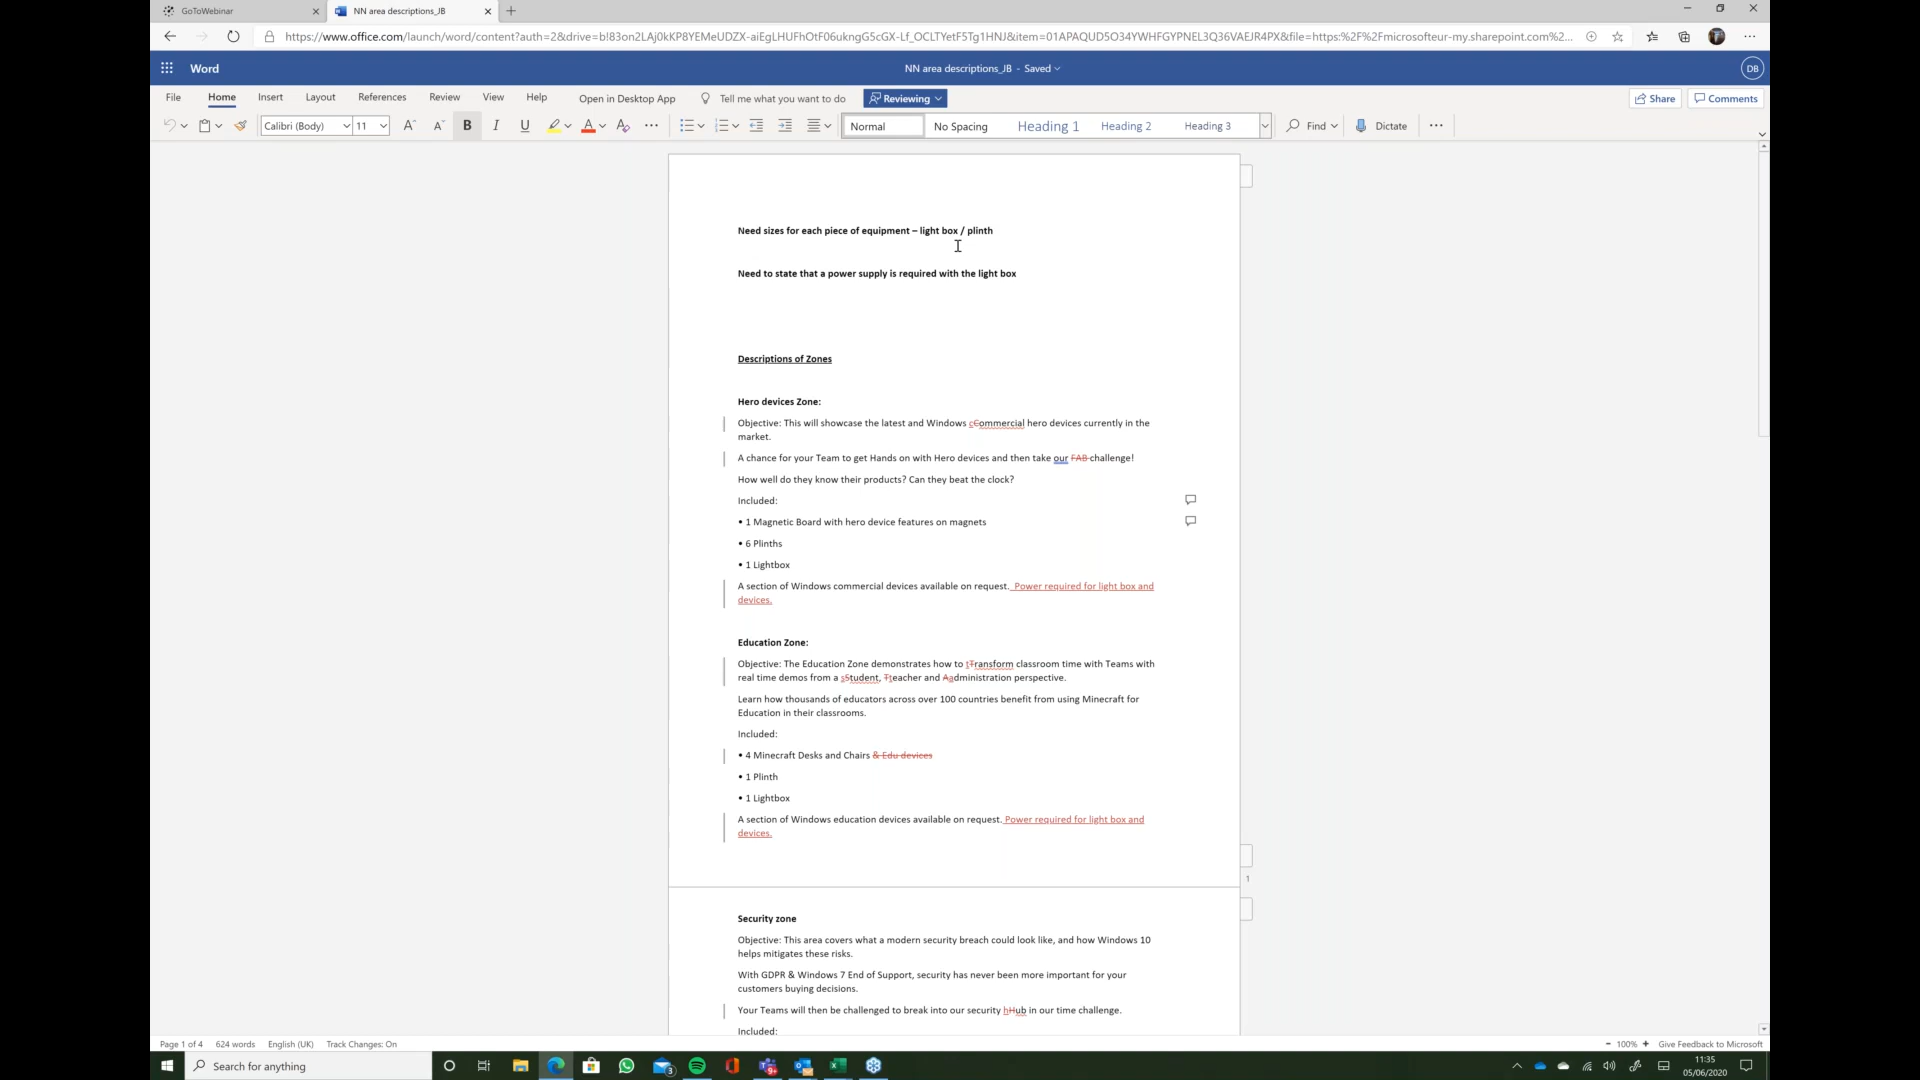 GoToWebinar
NN area descriptions_JB
https://www.office.com/launch/word/content?auth=2&drive=b!83on2LAj0kKP8YEMeUDZX-aiEgLHUFhOtF06ukngG5cGX-Lf_OCLTYetF5Tg1HNJ&item=01APAQUD5O34YWHFGYPNEL3Q36VAEJR4PX&file=https:%2F%2Fmicrosofteur-my.sharepoint.com%2...
Word
NN area descriptions_JB - Saved
DB
File Home Insert Layout References Review View Help Open in Desktop App Tell me what you want to do Reviewing Share Comments
Calibri (Body) 11 A A B I U A A Normal No Spacing Heading 1 Heading 2 Heading 3 Find Dictate
Need sizes for each piece of equipment – light box / plinth
Need to state that a power supply is required with the light box
Descriptions of Zones
Hero devices Zone:
Objective: This will showcase the latest and Windows cCommercial hero devices currently in the
market.
A chance for your Team to get Hands on with Hero devices and then take our FAB challenge!
How well do they know their products? Can they beat the clock?
Included:
• 1 Magnetic Board with hero device features on magnets
• 6 Plinths
• 1 Lightbox
A section of Windows commercial devices available on request. Power required for light box and
devices.
Education Zone:
Objective: The Education Zone demonstrates how to tTransform classroom time with Teams with
real time demos from a sStudent, Tteacher and Aadministration perspective.
Learn how thousands of educators across over 100 countries benefit from using Minecraft for
Education in their classrooms.
Included:
• 4 Minecraft Desks and Chairs & Edu devices
• 1 Plinth
• 1 Lightbox
A section of Windows education devices available on request. Power required for light box and
devices.
1
Security zone
Objective: This area covers what a modern security breach could look like, and how Windows 10
helps mitigates these risks.
With GDPR & Windows 7 End of Support, security has never been more important for your
customers buying decisions.
Your Teams will then be challenged to break into our security hHub in our time challenge.
Included:
Page 1 of 4 624 words English (UK) Track Changes: On 100% Give Feedback to Microsoft
Search for anything
3
9+
11:35
05/06/2020